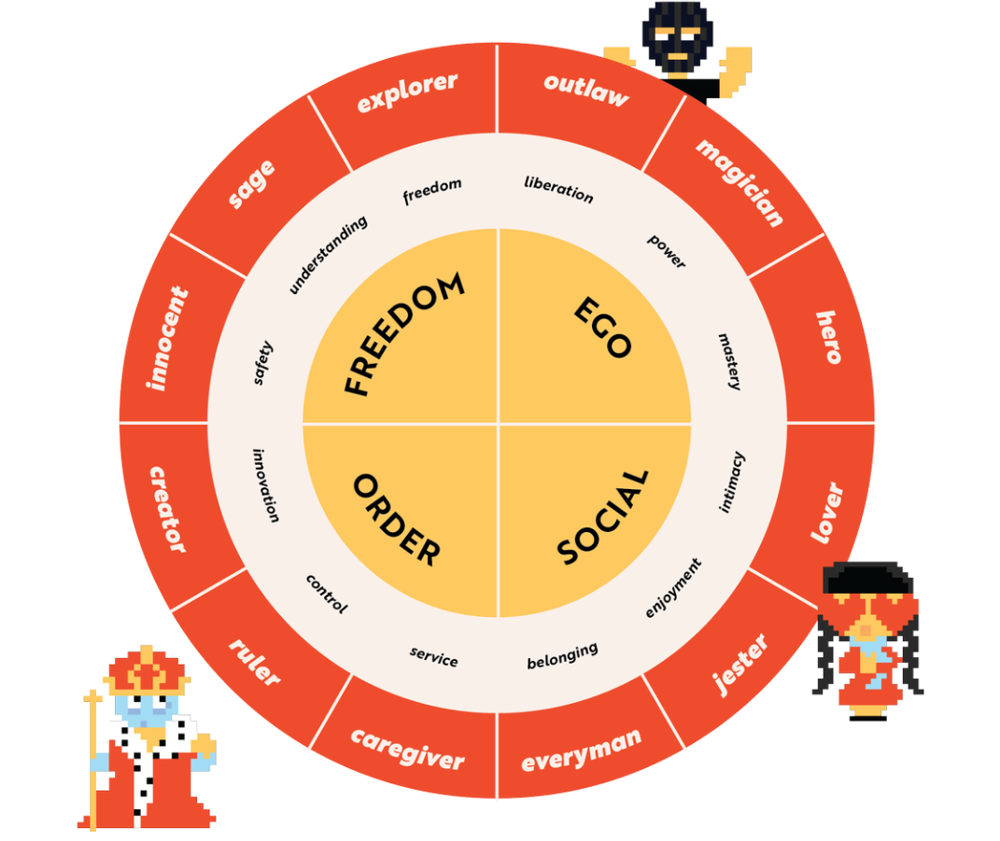 explorer
outlaw
magician
hero
lover
jester
everyman
caregiver
ruler
creator
innocent
sage
freedom
liberation
power
mastery
intimacy
enjoyment
belonging
service
control
innovation
safety
understanding
FREEDOM
EGO
SOCIAL
ORDER